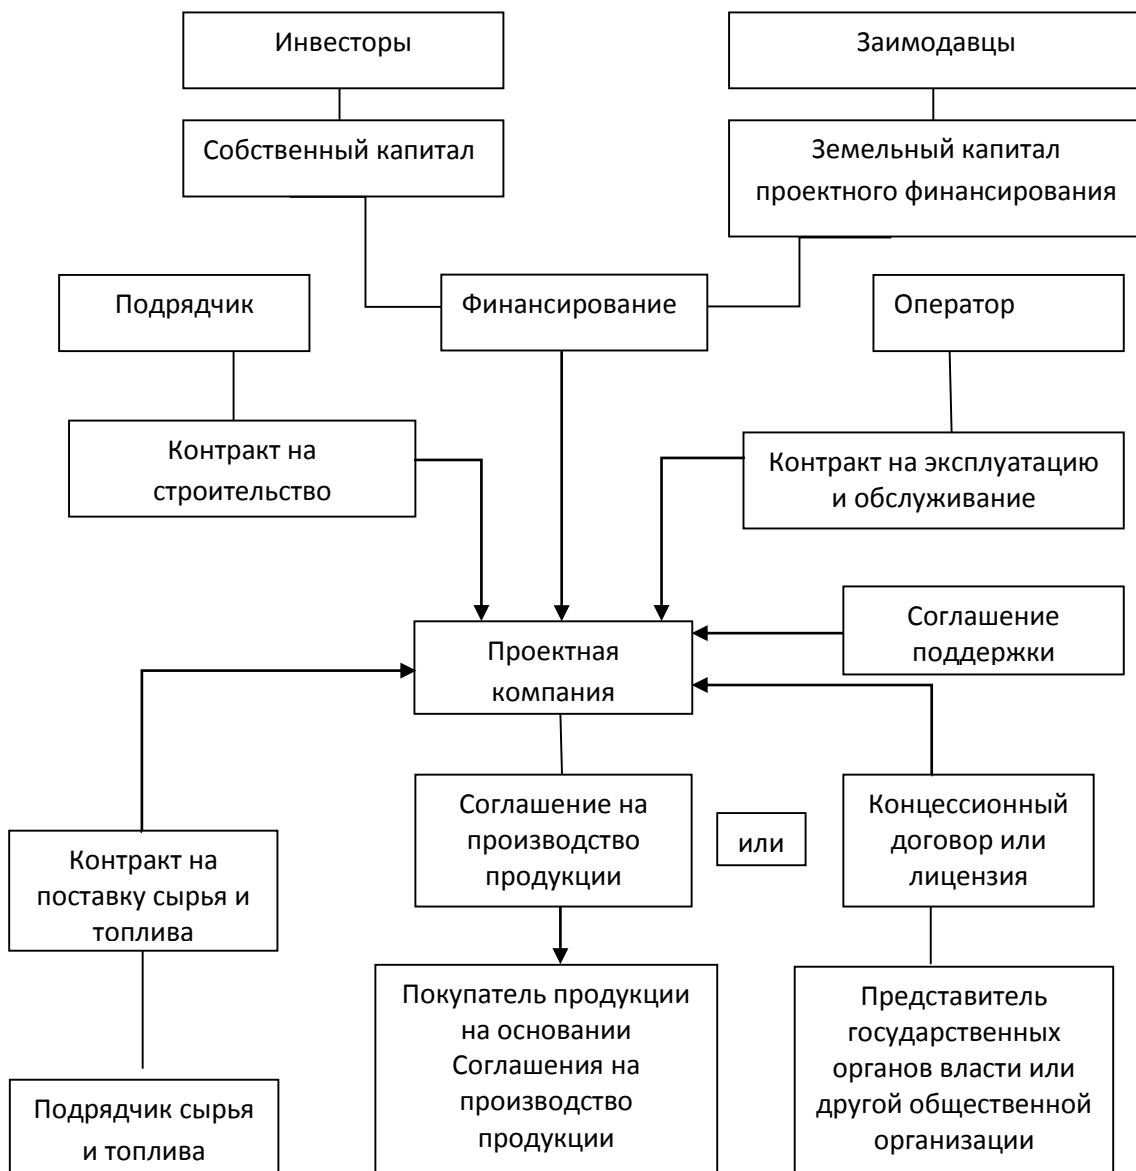 Инвесторы
Заимодавцы
Собственный капитал
Земельный капитал
проектного финансирования
Подрядчик
Финансирование
Оператор
Контракт на
строительство
Контракт на эксплуатацию
и обслуживание
Соглашение
поддержки
Проектная
компания
Соглашение на
производство
продукции
или
Концессионный
договор или
лицензия
Контракт на
поставку сырья и
топлива
Покупатель продукции
на основании
Соглашения на
производство
продукции
Представитель
государственных
органов власти или
другой общественной
организации
Подрядчик сырья
и топлива